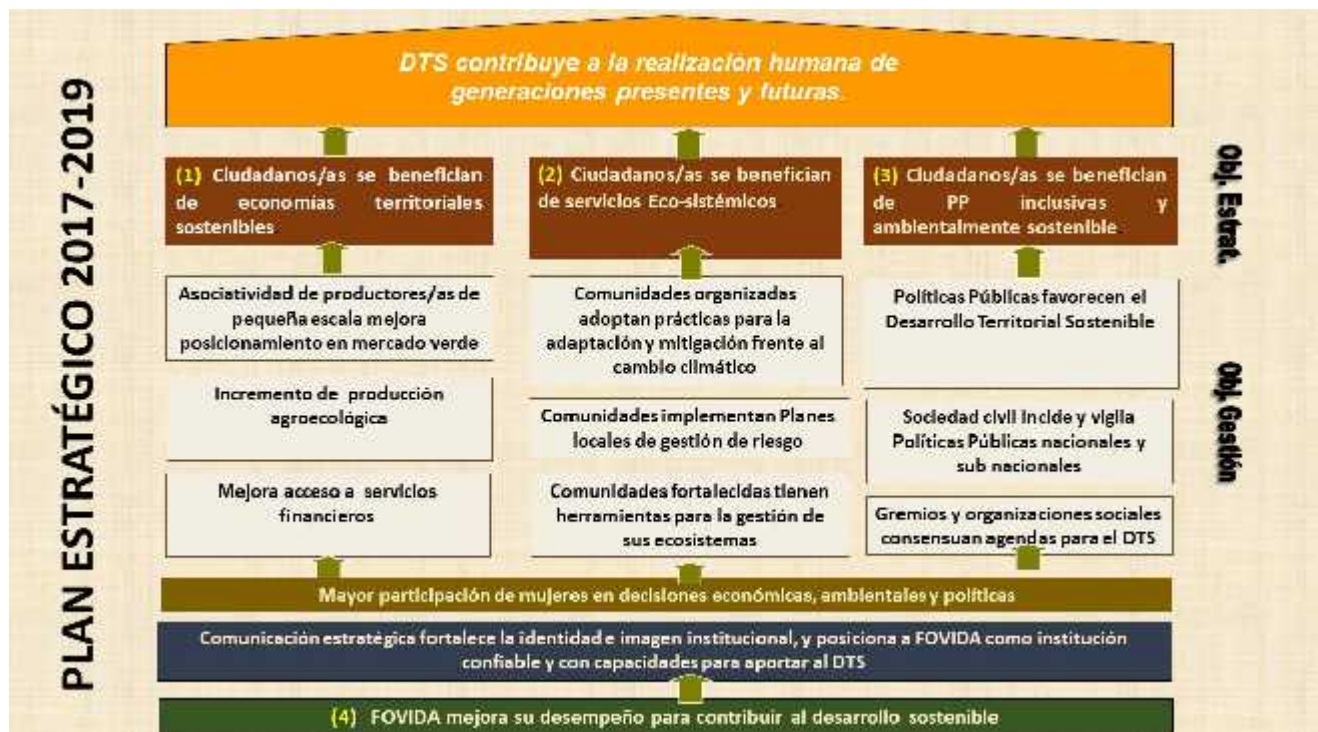 PLAN ESTRATÉGICO 2017-2019
DTS contribuye a la realización humana de
generaciones presentes y futuras.
(1) Ciudadanos/as se benefician
de economías territoriales
sostenibles
(2) Ciudadanos/as se benefician
de servicios Eco-sistémicos
(3) Ciudadanos/as se benefician
de PP inclusivas y
ambientalmente sostenible
Obj. Estrat.
Asociatividad de productores/as de
pequeña escala mejora
posicionamiento en mercado verde
Incremento de producción
agroecológica
Mejora acceso a servicios
financieros
Comunidades organizadas
adoptan prácticas para la
adaptación y mitigación frente al
cambio climático
Comunidades implementan Planes
locales de gestión de riesgo
Comunidades fortalecidas tienen
herramientas para la gestión de
sus ecosistemas
Políticas Públicas favorecen el
Desarrollo Territorial Sostenible
Sociedad civil incide y vigila
Políticas Públicas nacionales y
sub nacionales
Gremios y organizaciones sociales
consensuan agendas para el DTS
Obj. Gestión
Mayor participación de mujeres en decisiones económicas, ambientales y políticas
Comunicación estratégica fortalece la identidad e imagen institucional, y posiciona a FOVIDA como institución
confiable y con capacidades para aportar al DTS
(4) FOVIDA mejora su desempeño para contribuir al desarrollo sostenible